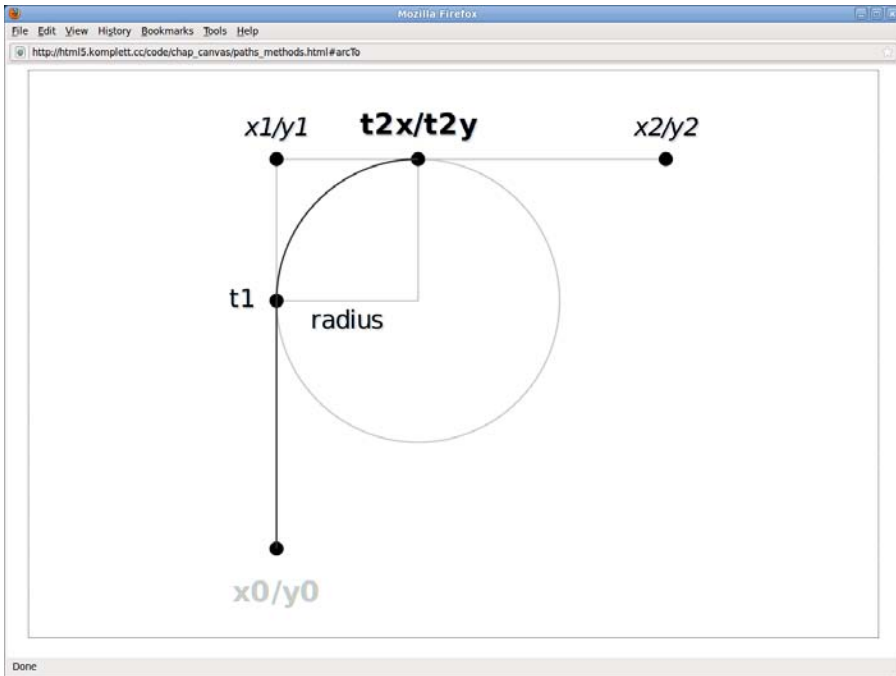 Mozilla Firefox
File Edit View History Bookmarks Tools Help
http://html5.komplett.cc/code/chap_canvas/paths_methods.html#arcTo
x1/y1 t2x/t2y x2/y2
t1
radius
x0/y0
Done